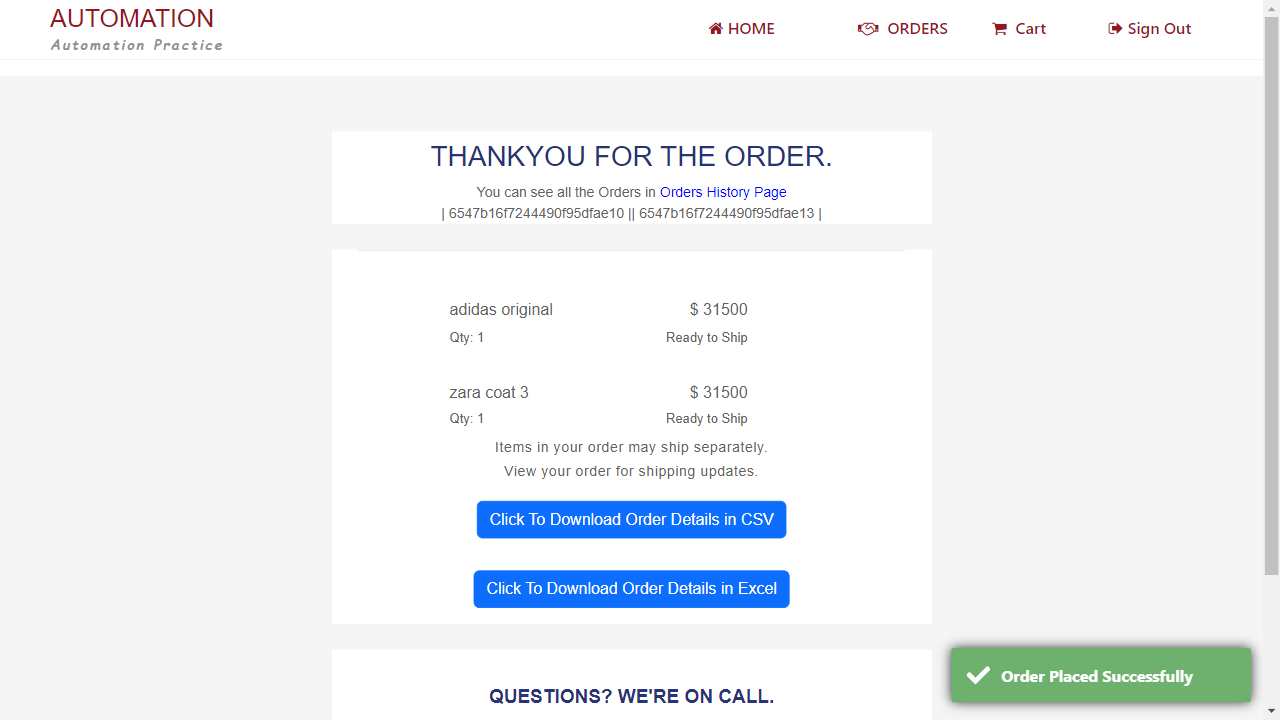 AUTOMATION
Automation Practice
HOME
ORDERS
Cart
Sign Out
THANKYOU FOR THE ORDER.
You can see all the Orders in Orders History Page
| 6547b16f7244490f95dfae10 || 6547b16f7244490f95dfae13 |
adidas original $ 31500
Qty: 1 Ready to Ship
zara coat 3 $ 31500
Qty: 1 Ready to Ship
Items in your order may ship separately.
View your order for shipping updates.
Click To Download Order Details in CSV
Click To Download Order Details in Excel
QUESTIONS? WE'RE ON CALL.
Order Placed Successfully